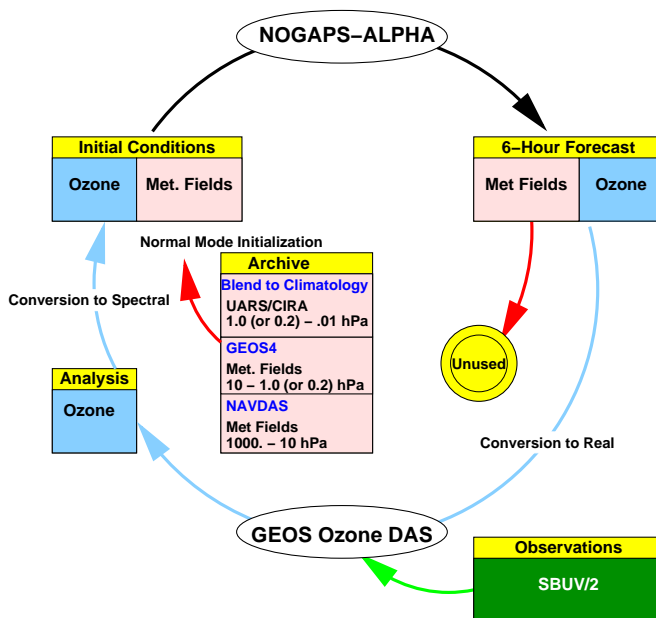 NOGAPS–ALPHA
Initial Conditions
Ozone
Met. Fields
6–Hour Forecast
Met Fields
Ozone
Normal Mode Initialization
Archive
Blend to Climatology
UARS/CIRA
1.0 (or 0.2) – .01 hPa
GEOS4
Met. Fields
10 – 1.0 (or 0.2) hPa
NAVDAS
Met Fields
1000. – 10 hPa
Conversion to Spectral
Unused
Analysis
Ozone
Conversion to Real
GEOS Ozone DAS
Observations
SBUV/2